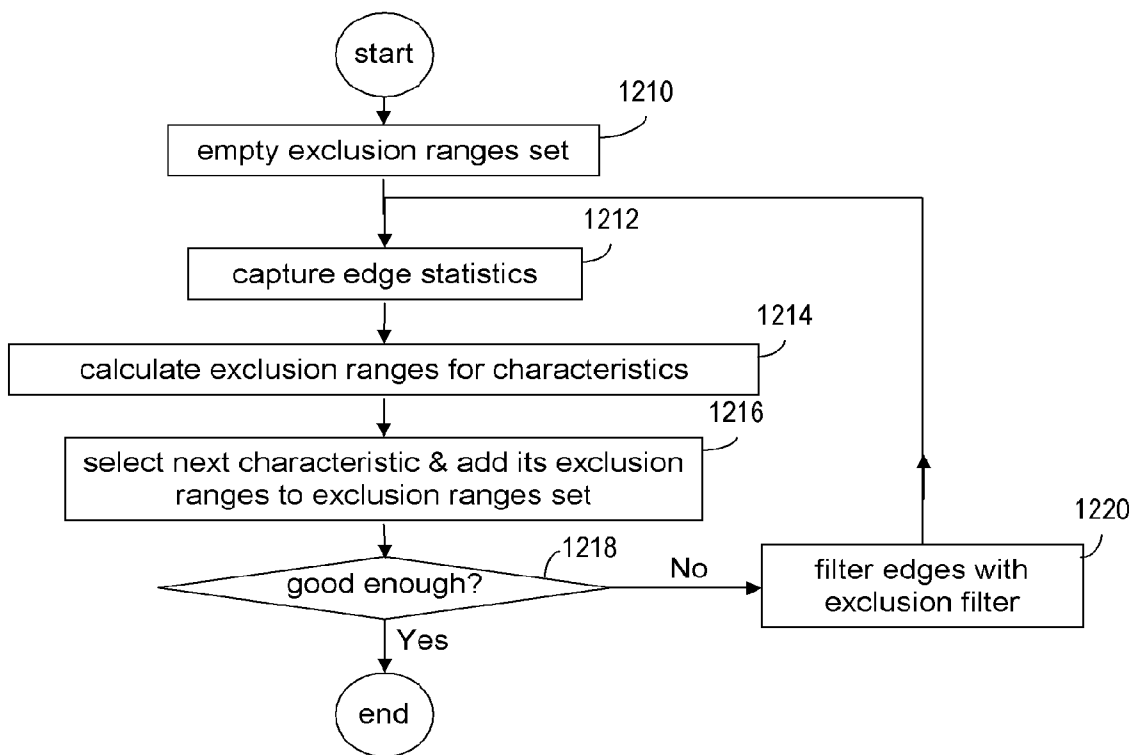 start
1210
empty exclusion ranges set
1212
capture edge statistics
1214
calculate exclusion ranges for characteristics
1216
select next characteristic & add its exclusion
ranges to exclusion ranges set
1218
good enough?
No
1220
filter edges with
exclusion filter
Yes
end